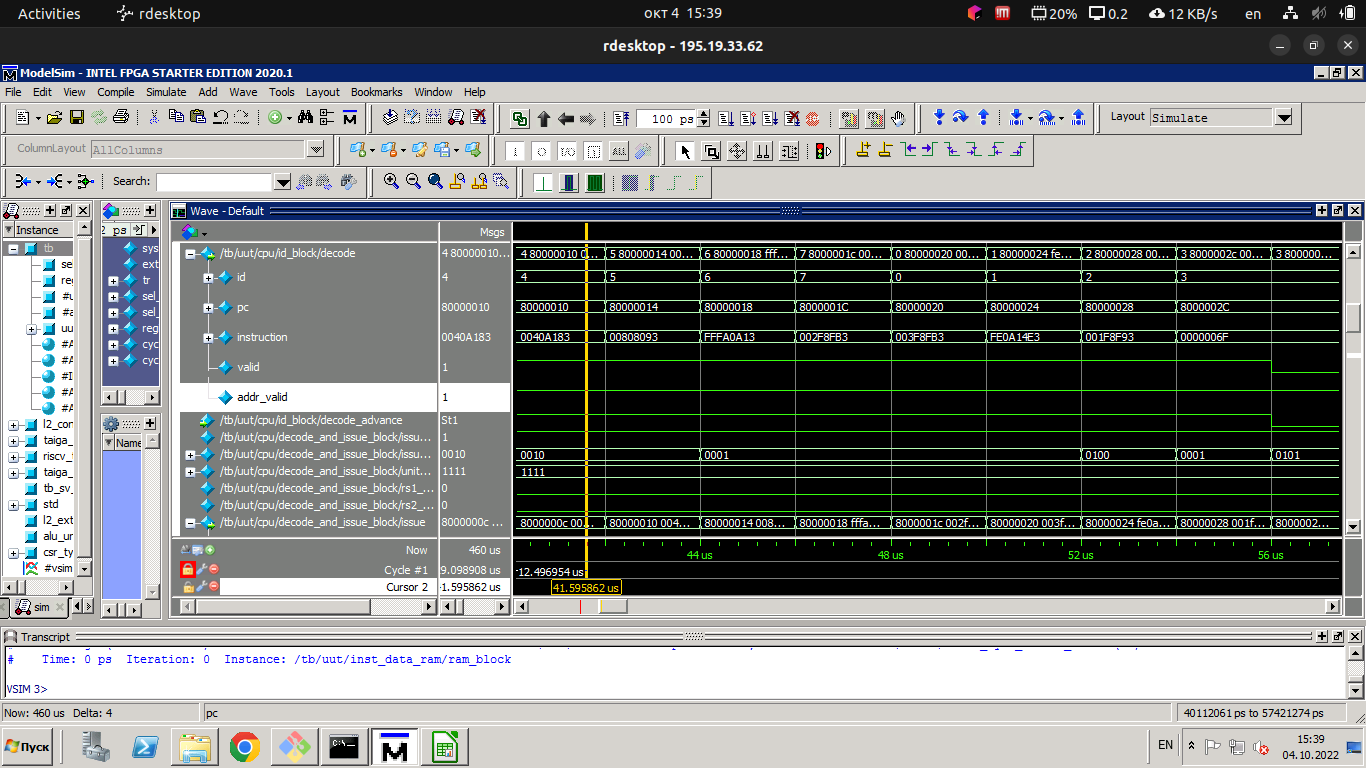 Activities rdesktop окт 4 15:39 20% 0.2 12 KB/s en
rdesktop - 195.19.33.62
ModelSim - INTEL FPGA STARTER EDITION 2020.1
File Edit View Compile Simulate Add Wave Tools Layout Bookmarks Window Help
100 ps Layout Simulate
ColumnLayout AllColumns
Search:
Wave - Default
Instance
2 ps
Msgs
tb
se
re
#u
#a
uu
#A
#A
#I
#A
#A
l2_con
taiga_
riscv_
taiga_
tb_sv_
std
l2_ext
alu_un
csr_ty
#vsim
sim
sys
ext
tr
sel_
sel_
reg
cyc
cyc
Name
/tb/uut/cpu/id_block/decode 4 80000010... 4 80000010 0... 5 80000014 00... 6 80000018 fff... 7 8000001c 00... 0 80000020 00... 1 80000024 fe... 2 80000028 00... 3 8000002c 00... 3 800000...
id 4 4 5 6 7 0 1 2 3
pc 80000010 80000010 80000014 80000018 8000001C 80000020 80000024 80000028 8000002C
instruction 0040A183 0040A183 00808093 FFFA0A13 002F8FB3 003F8FB3 FE0A14E3 001F8F93 0000006F
valid 1
addr_valid 1
/tb/uut/cpu/id_block/decode_advance St1
/tb/uut/cpu/decode_and_issue_block/issu... 1
/tb/uut/cpu/decode_and_issue_block/issu... 0010 0010 0001 0100 0001 0101
/tb/uut/cpu/decode_and_issue_block/unit... 1111 1111
/tb/uut/cpu/decode_and_issue_block/rs1_... 0
/tb/uut/cpu/decode_and_issue_block/rs2_... 0
/tb/uut/cpu/decode_and_issue_block/issue 8000000c ... 8000000c 00... 80000010 004... 80000014 008... 80000018 fffa... 8000001c 002f... 80000020 003f... 80000024 fe0a... 80000028 001f... 8000002...
Now 460 us 44 us 48 us 52 us 56 us
Cycle #1 9.098908 us -12.496954 us
Cursor 2 1.595862 us 41.595862 us
Transcript
# Time: 0 ps Iteration: 0 Instance: /tb/uut/inst_data_ram/ram_block
VSIM 3>
Now: 460 us Delta: 4 pc 40112061 ps to 57421274 ps
Пуск EN 15:39
04.10.2022